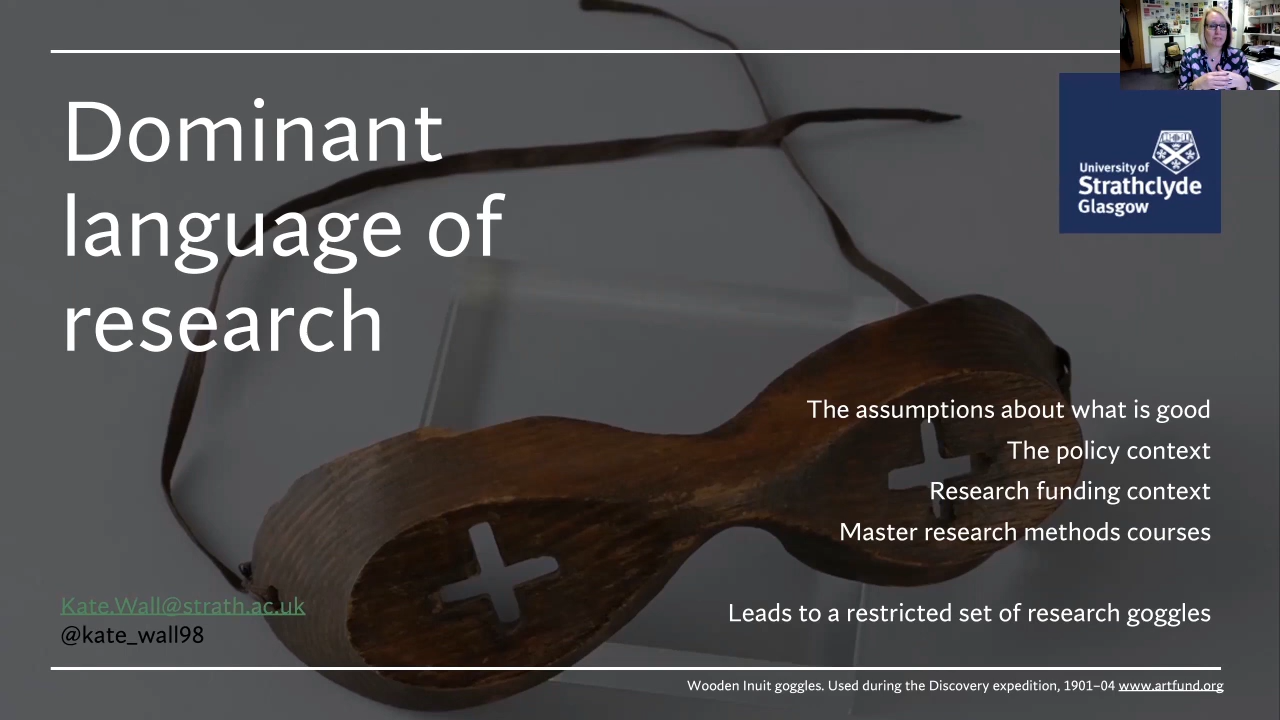 Dominant
language of
research
University of
Strathclyde
Glasgow
The assumptions about what is good
The policy context
Research funding context
Master research methods courses
Leads to a restricted set of research goggles
Kate.Wall@strath.ac.uk
@kate_wall98
Wooden Inuit goggles. Used during the Discovery expedition, 1901–04 www.artfund.org